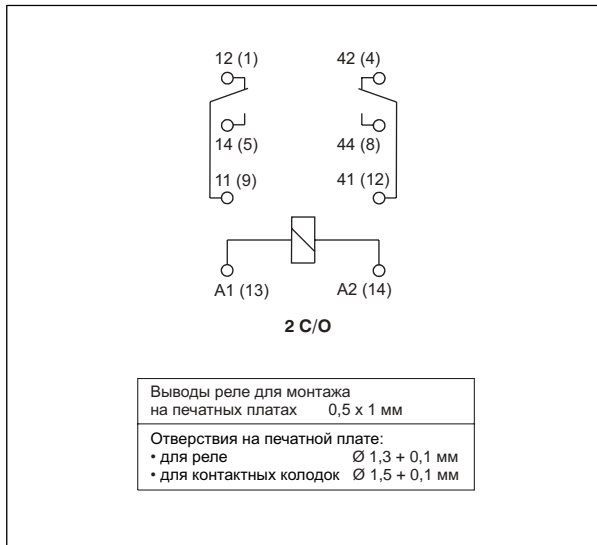 12 (1) 42 (4)
14 (5) 44 (8)
11 (9) 41 (12)
A1 (13) A2 (14)
2 C/O
Выводы реле для монтажа
на печатных платах 0,5 x 1 мм
Отверстия на печатной плате:
• для реле Ø 1,3 + 0,1 мм
• для контактных колодок Ø 1,5 + 0,1 мм